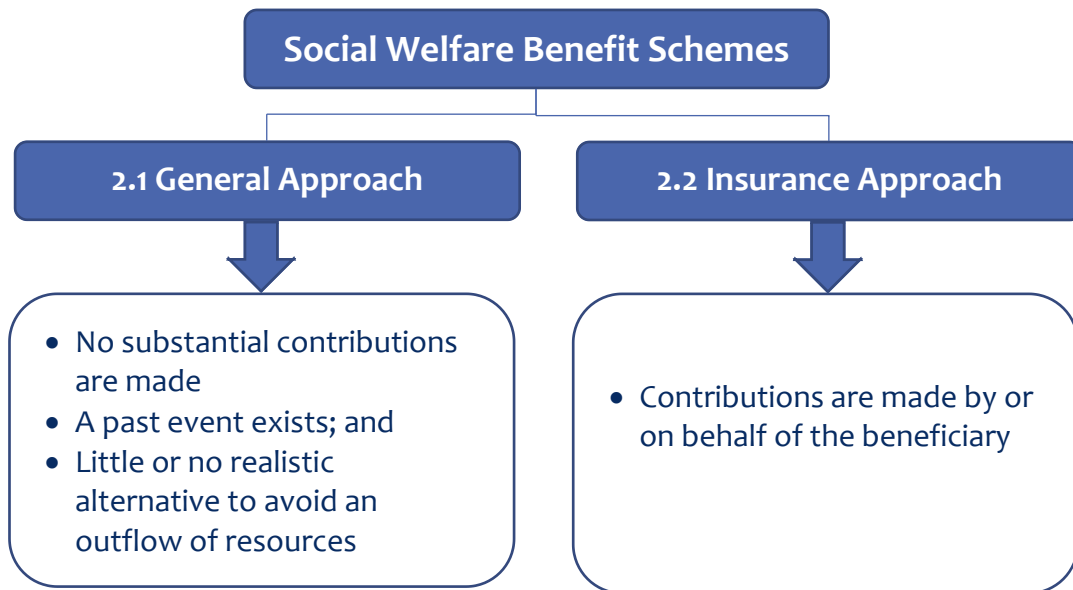 Social Welfare Benefit Schemes
2.1 General Approach
2.2 Insurance Approach
• No substantial contributions
are made
• A past event exists; and
• Little or no realistic
alternative to avoid an
outflow of resources
• Contributions are made by or
on behalf of the beneficiary